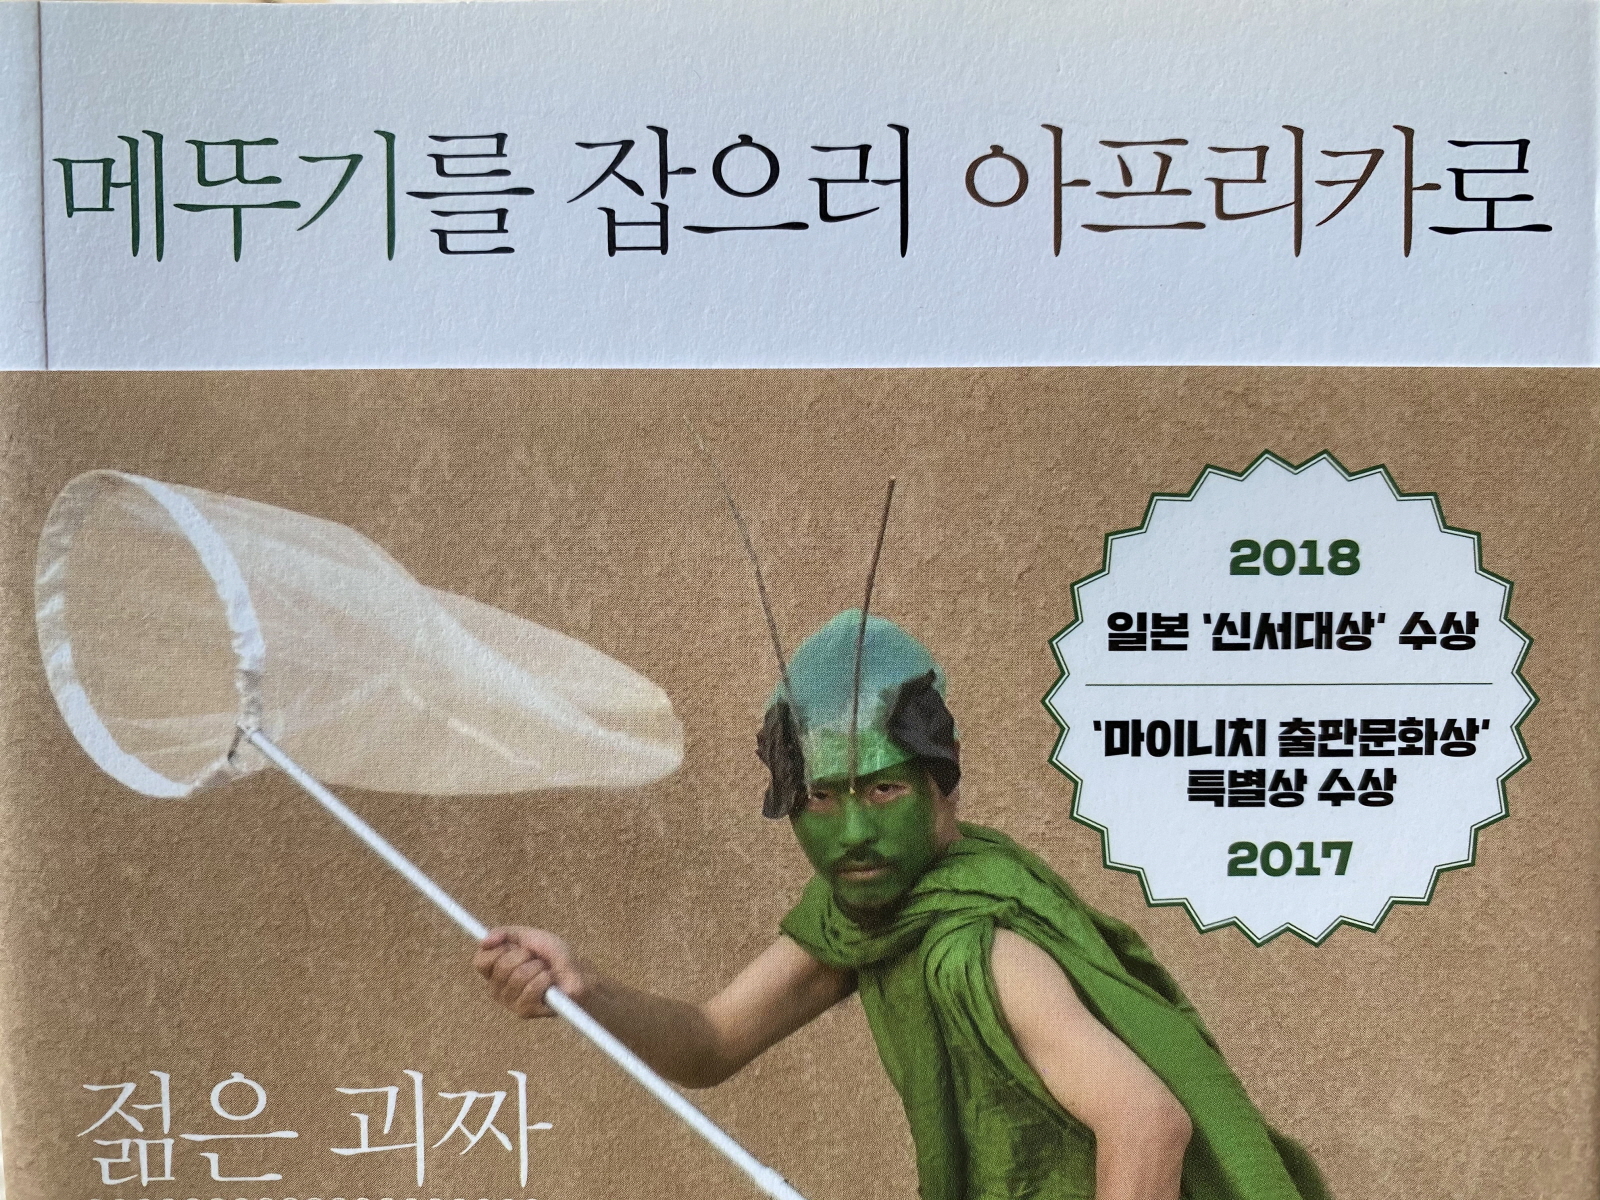 메뚜기를 잡으러 아프리카로
2018
일본 '신서대상' 수상
'마이니치 출판문화상'
특별상 수상
2017
젊은 괴짜